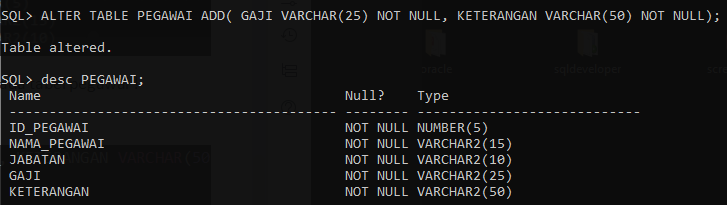 SQL> ALTER TABLE PEGAWAI ADD( GAJI VARCHAR(25) NOT NULL, KETERANGAN VARCHAR(50) NOT NULL);
Table altered.
SQL> desc PEGAWAI;
Name Null? Type
----------------------------------------- -------- ----------------------------
ID_PEGAWAI NOT NULL NUMBER(5)
NAMA_PEGAWAI NOT NULL VARCHAR2(15)
JABATAN NOT NULL VARCHAR2(10)
GAJI NOT NULL VARCHAR2(25)
KETERANGAN NOT NULL VARCHAR2(50)